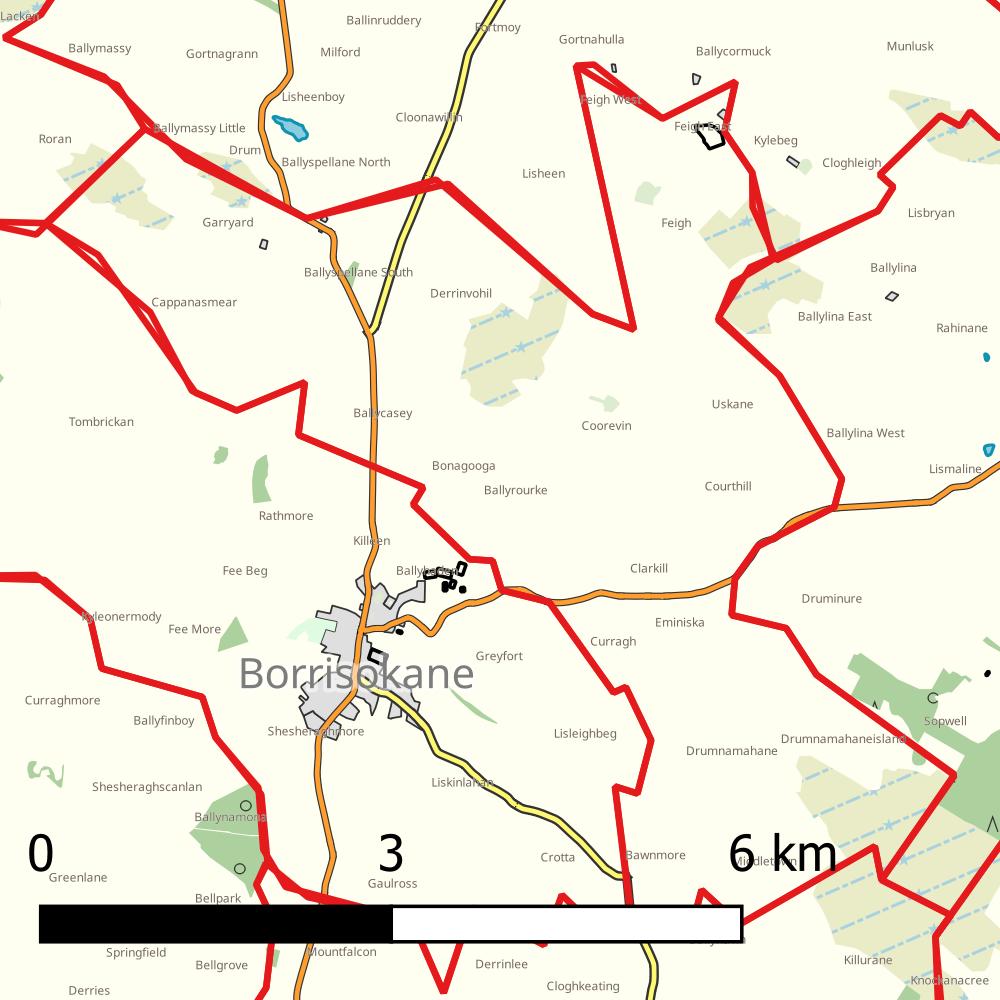 Lacken
Ballinruddery
Portmoy
Gortnahulla
Ballycormuck
Munlusk
Ballymassy
Gortnagrann
Milford
Lisheenboy
Feigh West
Cloonawillin
Ballymassy Little
Feigh East
Roran
Drum
Kylebeg
Ballyspellane North
Cloghleigh
Lisheen
Garryard
Feigh
Lisbryan
Ballyspellane South
Ballylina
Derrinvohil
Cappanasmear
Ballylina East
Rahinane
Uskane
Ballycasey
Tombrickan
Coorevin
Ballylina West
Bonagooga
Lismaline
Ballyrourke
Courthill
Rathmore
Killeen
Fee Beg
Ballyhaden
Clarkill
Druminure
Kyleonermody
Fee More
Eminiska
Curragh
Greyfort
Borrisokane
Curraghmore
Ballyfinboy
Sopwell
Shesheraghmore
Lisleighbeg
Drumnamahane
Drumnamahaneisland
Shesheraghscanlan
Liskinlahan
Ballynamona
0
3
6 km
Crotta
Bawnmore
Middletown
Greenlane
Gaulross
Bellpark
Springfield
Mountfalcon
Bellgrove
Derrinlee
Killurane
Derries
Cloghkeating
Knockanacree